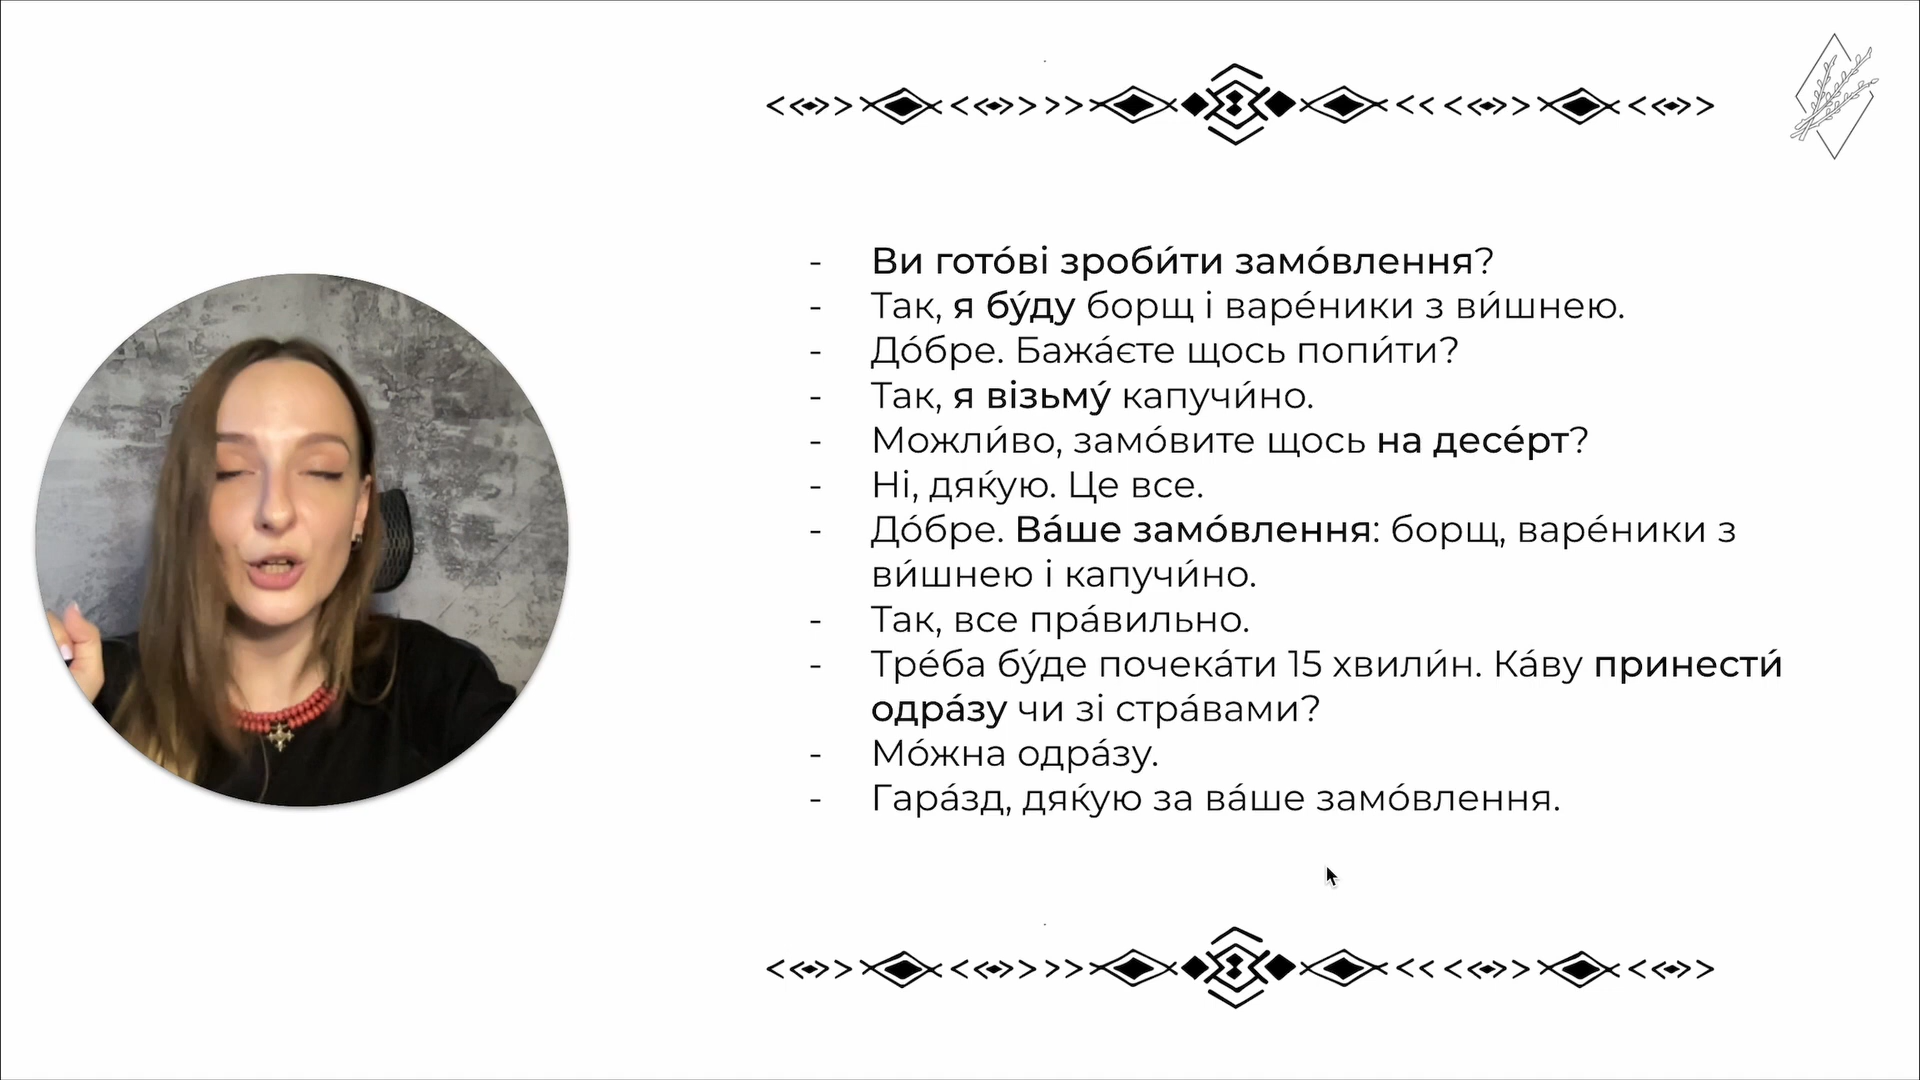 - Ви гото́ві зроби́ти замо́влення?
- Так, я бу́ду борщ і варе́ники з ви́шнею.
- До́бре. Бажа́єте щось попи́ти?
- Так, я візьму́ капучи́но.
- Можли́во, замо́вите щось на десе́рт?
- Ні, дяќую. Це все.
- До́бре. Ва́ше замо́влення: борщ, варе́ники з
ви́шнею і капучи́но.
- Так, все пра́вильно.
- Тре́ба бу́де почека́ти 15 хвили́н. Ка́ву принести́
одра́зу чи зі стра́вами?
- Мо́жна одра́зу.
- Гара́зд, дяќую за ва́ше замо́влення.